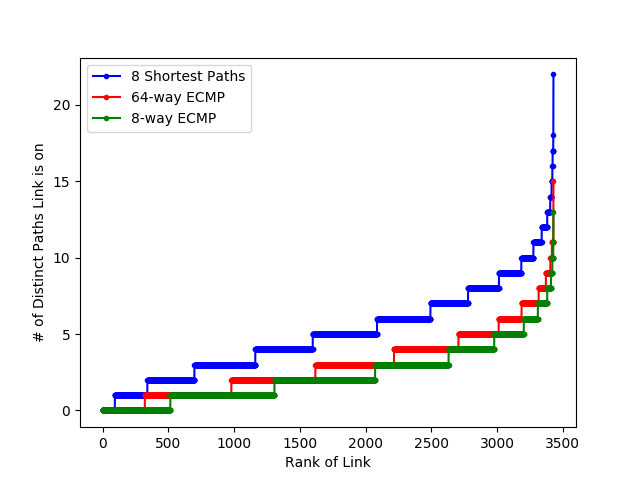 8 Shortest Paths
64-way ECMP
8-way ECMP
# of Distinct Paths Link is on
20
15
10
5
0
0 500 1000 1500 2000 2500 3000 3500
Rank of Link